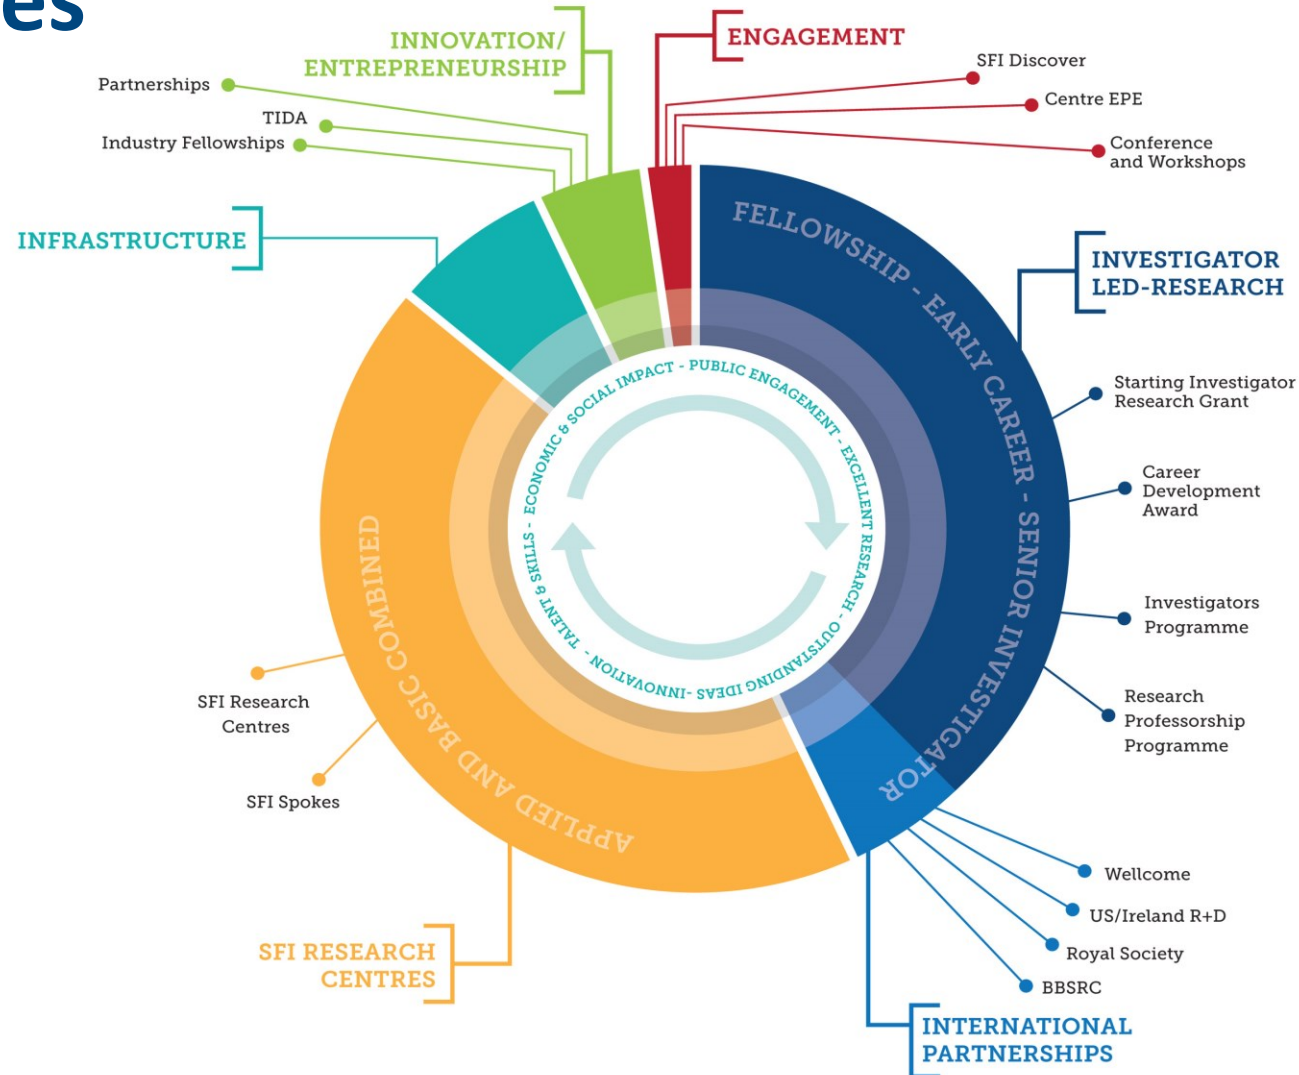 es
INNOVATION/
ENTREPRENEURSHIP
Partnerships
TIDA
Industry Fellowships
ENGAGEMENT
SFI Discover
Centre EPE
Conference
and Workshops
INFRASTRUCTURE
INVESTIGATOR
LED-RESEARCH
Starting Investigator
Research Grant
Career
Development
Award
Investigators
Programme
Research
Professorship
Programme
FELLOWSHIP - EARLY CAREER - SENIOR INVESTIGATOR
ECONOMIC & SOCIAL IMPACT - PUBLIC ENGAGEMENT - EXCELLENT RESEARCH - OUTSTANDING IDEAS - INNOVATION - TALENT & SKILLS -
APPLIED AND BASIC COMBINED
SFI Research
Centres
SFI Spokes
SFI RESEARCH
CENTRES
Wellcome
US/Ireland R+D
Royal Society
BBSRC
INTERNATIONAL
PARTNERSHIPS